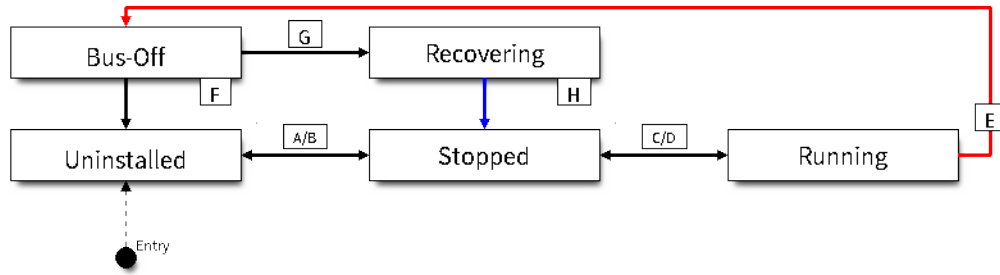 G
Bus-Off
Recovering
F
H
E
A/B
C/D
Uninstalled
Stopped
Running
Entry